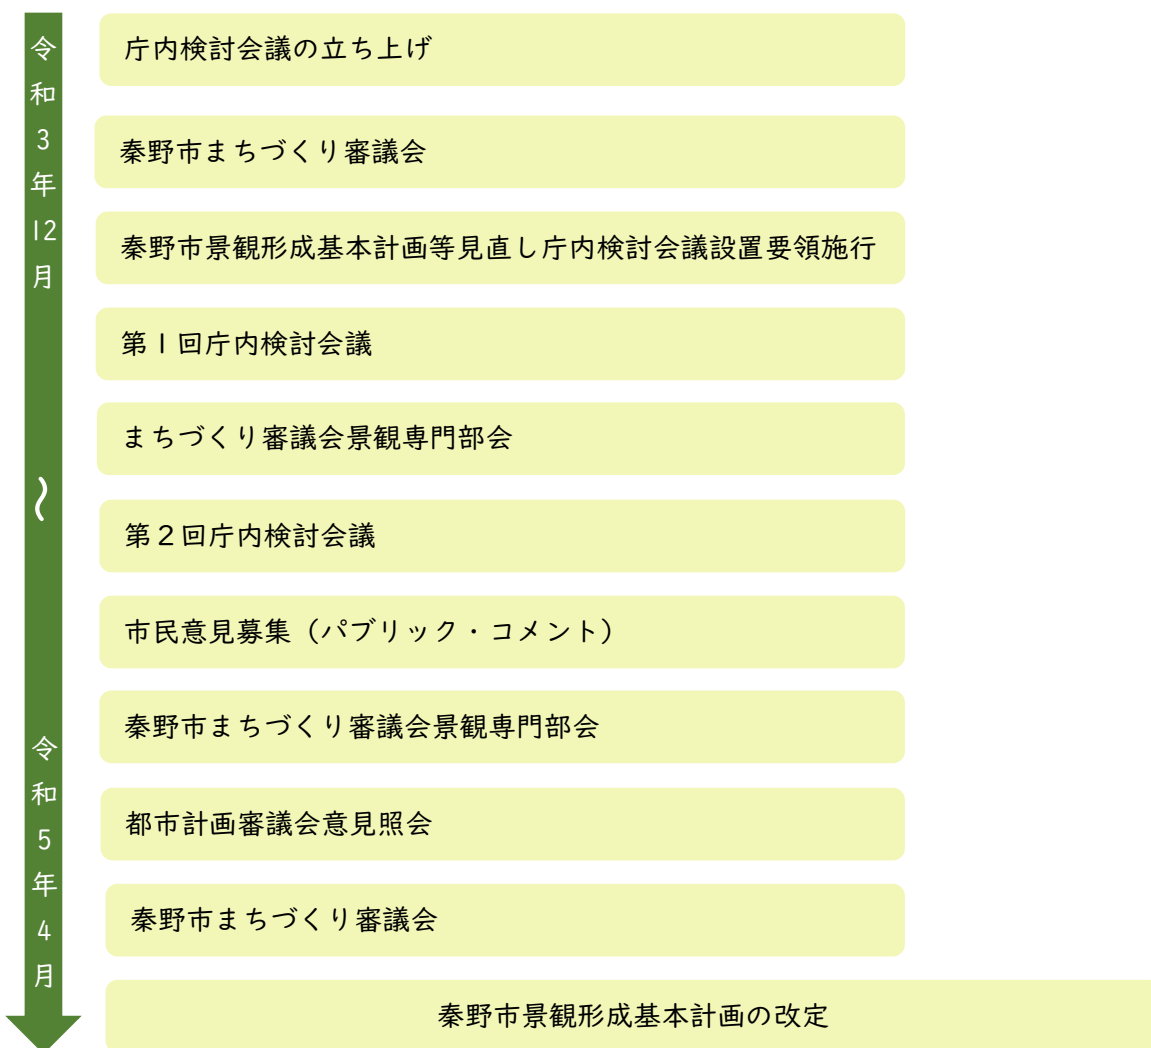 令和3年12月
〜
令和5年4月
庁内検討会議の立ち上げ
秦野市まちづくり審議会
秦野市景観形成基本計画等見直し庁内検討会議設置要領施行
第1回庁内検討会議
まちづくり審議会景観専門部会
第2回庁内検討会議
市民意見募集（パブリック・コメント）
秦野市まちづくり審議会景観専門部会
都市計画審議会意見照会
秦野市まちづくり審議会
秦野市景観形成基本計画の改定